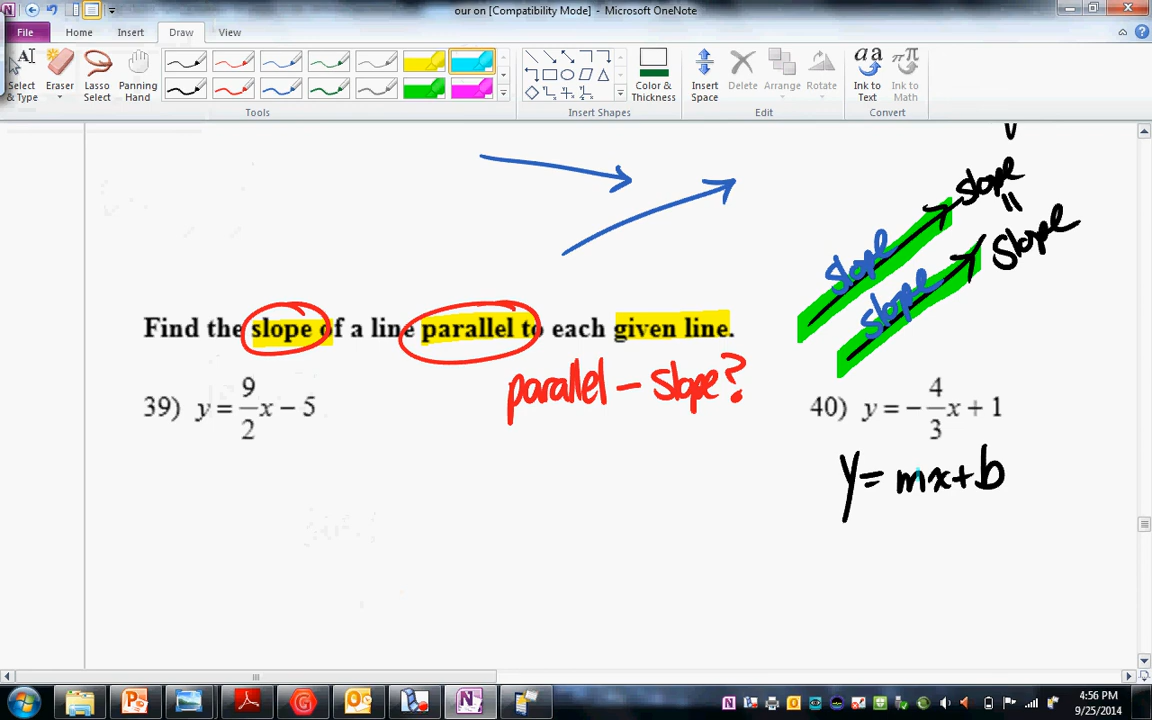 our on [Compatibility Mode] - Microsoft OneNote
File Home Insert Draw View
Select & Type Eraser Lasso Select Panning Hand Color & Thickness Insert Space Delete Arrange Rotate Ink to Text Ink to Math
Tools Insert Shapes Edit Convert
slope
=
slope
slope
slope
Find the slope of a line parallel to each given line.
parallel - slope?
39) y = 9/2 x − 5
40) y = − 4/3 x + 1
y = mx + b
4:56 PM
9/25/2014